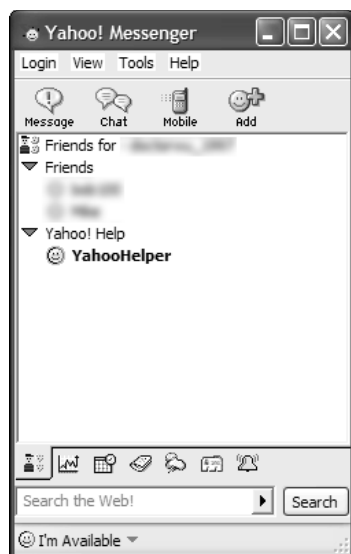 Yahoo! Messenger
Login View Tools Help
Message Chat Mobile Add
Friends for
Friends
Yahoo! Help
YahooHelper
Search the Web! Search
I'm Available